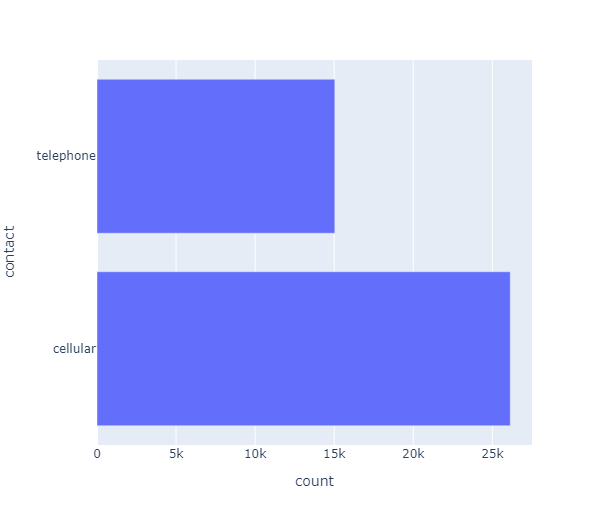 telephone
contact
cellular
0 5k 10k 15k 20k 25k
count